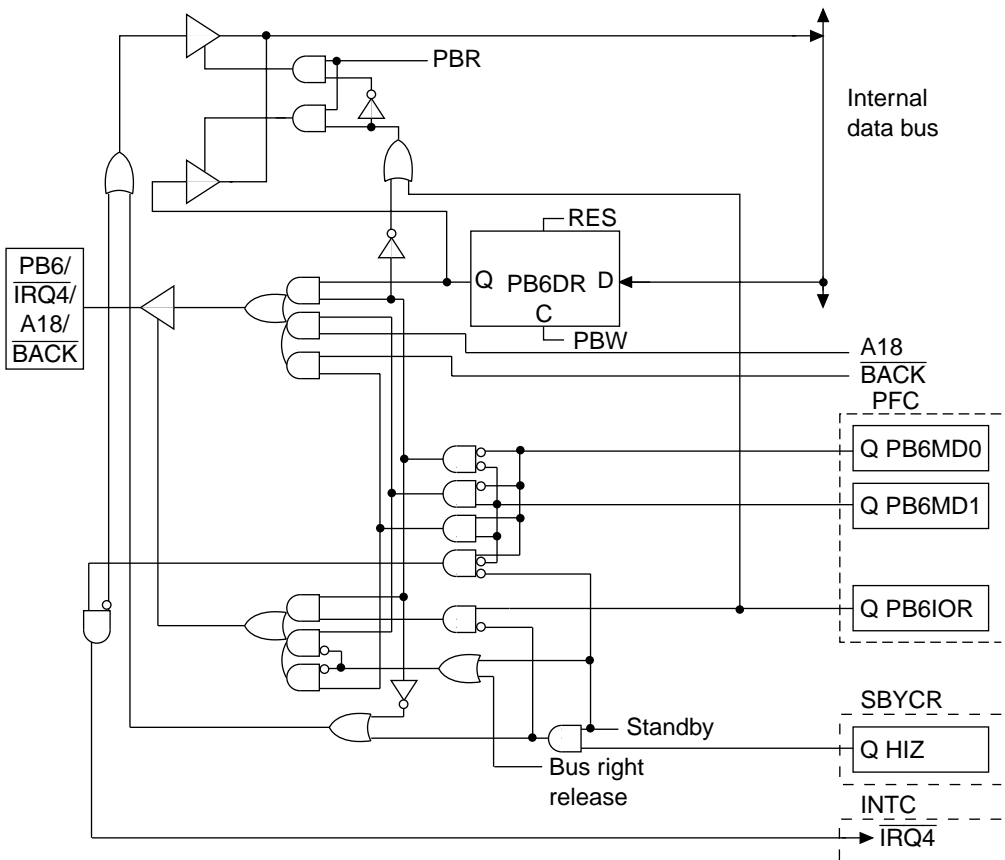 PBR
Internal
data bus
RES
PB6/
IRQ4/
A18/
BACK
Q PB6DR D
C
PBW
A18
BACK
PFC
Q PB6MD0
Q PB6MD1
Q PB6IOR
SBYCR
Standby
Q HIZ
Bus right
release
INTC
IRQ4